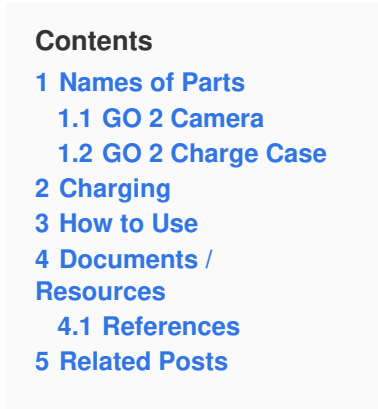 Contents
1 Names of Parts
1.1 GO 2 Camera
1.2 GO 2 Charge Case
2 Charging
3 How to Use
4 Documents /
Resources
4.1 References
5 Related Posts